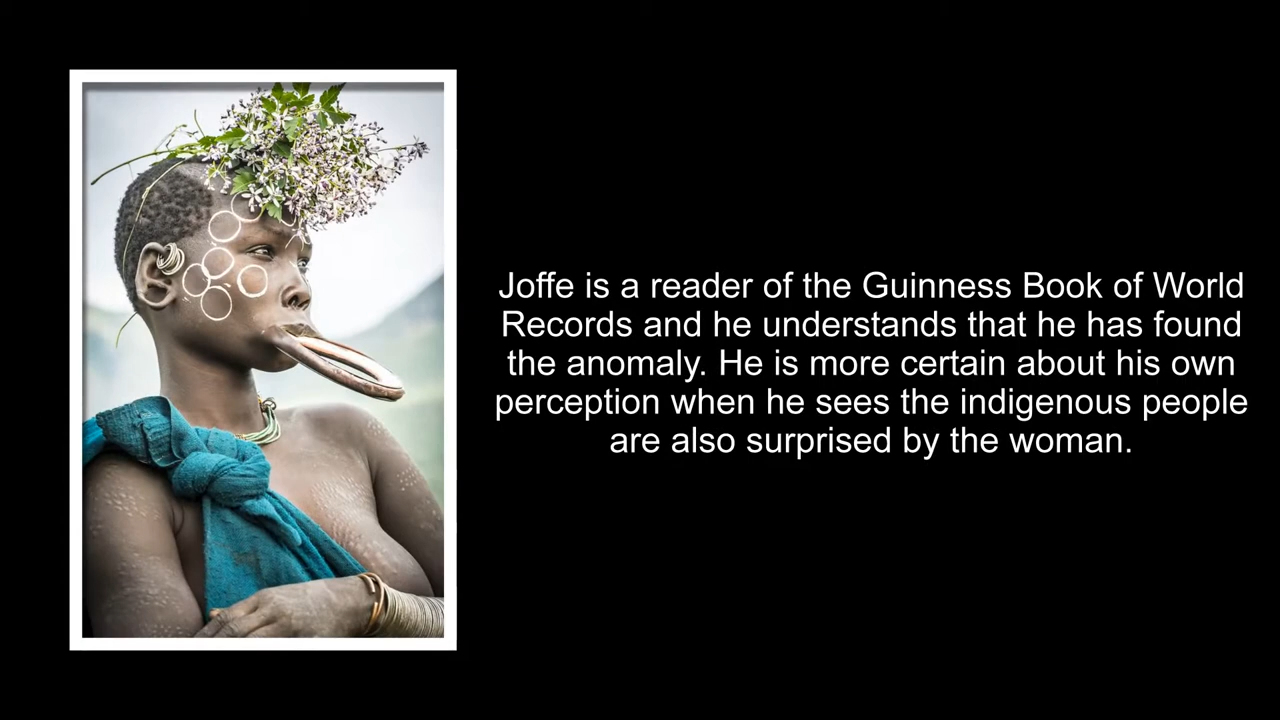 Joffe is a reader of the Guinness Book of World
Records and he understands that he has found
the anomaly. He is more certain about his own
perception when he sees the indigenous people
are also surprised by the woman.